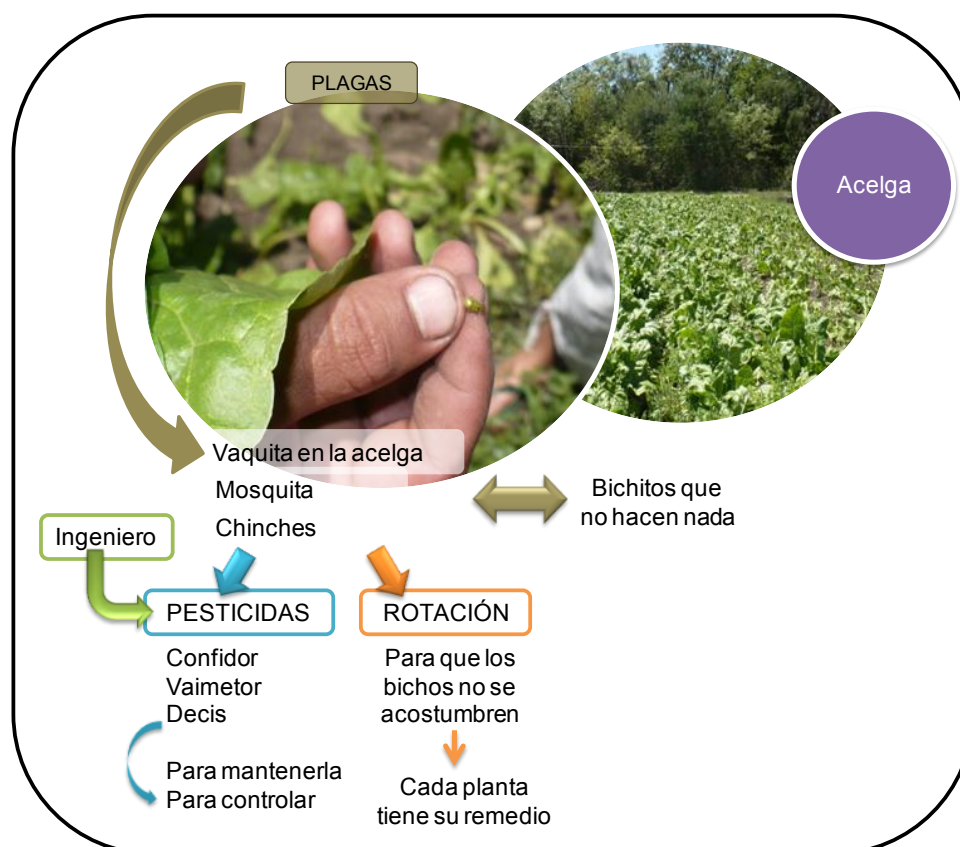 PLAGAS
Acelga
Vaquita en la acelga
Mosquita
Chinches
Bichitos que
no hacen nada
Ingeniero
PESTICIDAS
Confidor
Vaimetor
Decis
Para mantenerla
Para controlar
ROTACIÓN
Para que los
bichos no se
acostumbren
Cada planta
tiene su remedio